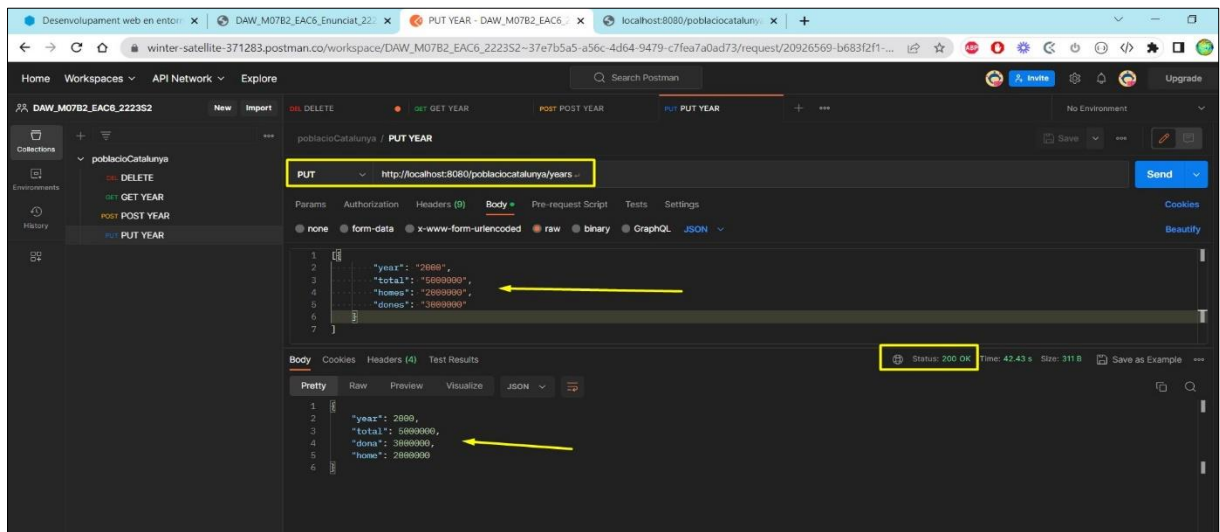 Desenvolupament web en entorn
DAW_M07B2_EAC6_Enunciat_222
PUT YEAR - DAW_M07B2_EAC6_2
localhost:8080/poblaciocataluny
winter-satellite-371283.postman.co/workspace/DAW_M07B2_EAC6_2223S2~37e7b5a5-a56c-4d64-9479-c7fea7a0ad73/request/20926569-b683f2f1-...
Home Workspaces API Network Explore Search Postman Invite Upgrade
DAW_M07B2_EAC6_2223S2 New Import DEL DELETE GET GET YEAR POST POST YEAR PUT PUT YEAR No Environment
Collections
Environments
History
poblacioCatalunya
DEL DELETE
GET GET YEAR
POST POST YEAR
PUT PUT YEAR
poblacioCatalunya / PUT YEAR Save
PUT http://localhost:8080/poblaciocatalunya/years Send
Params Authorization Headers (9) Body Pre-request Script Tests Settings Cookies
none form-data x-www-form-urlencoded raw binary GraphQL JSON Beautify
1 [{
2 "year": "2000",
3 "total": "5000000",
4 "homes": "2000000",
5 "dones": "3000000"
6 }
7 ]
Body Cookies Headers (4) Test Results Status: 200 OK Time: 42.43 s Size: 311 B Save as Example
Pretty Raw Preview Visualize JSON
1 {
2 "year": 2000,
3 "total": 5000000,
4 "dona": 3000000,
5 "home": 2000000
6 }